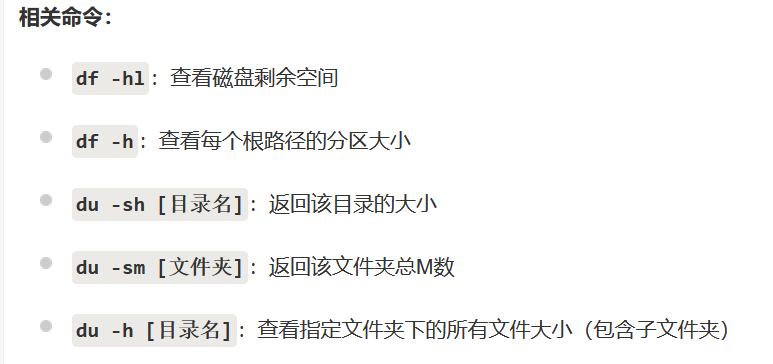 相关命令：
df -hl：查看磁盘剩余空间
df -h：查看每个根路径的分区大小
du -sh [目录名]：返回该目录的大小
du -sm [文件夹]：返回该文件夹总M数
du -h [目录名]：查看指定文件夹下的所有文件大小（包含子文件夹）